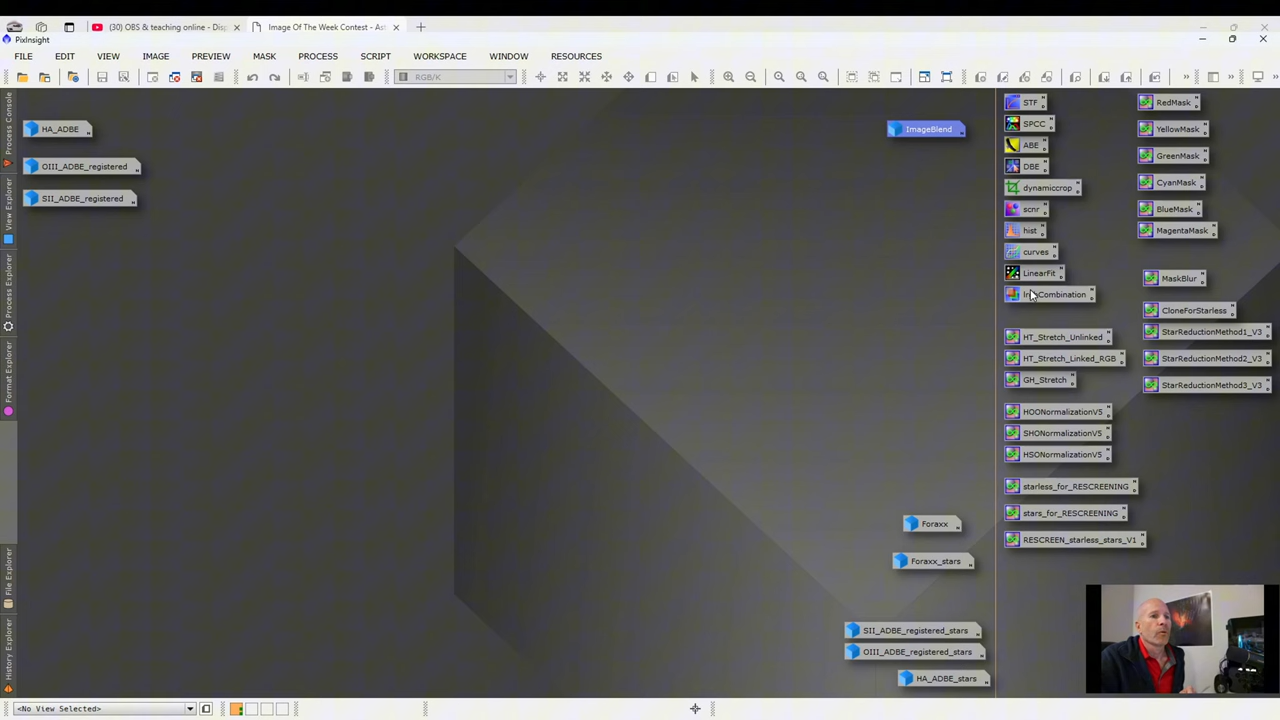 (30) OBS & teaching online - Disp
Image Of The Week Contest - Ast
PixInsight
FILE EDIT VIEW IMAGE PREVIEW MASK PROCESS SCRIPT WORKSPACE WINDOW RESOURCES
RGB/K
Process Console
View Explorer
Process Explorer
Format Explorer
File Explorer
History Explorer
HA_ADBE
OIII_ADBE_registered
SII_ADBE_registered
ImageBlend
Foraxx
Foraxx_stars
SII_ADBE_registered_stars
OIII_ADBE_registered_stars
HA_ADBE_stars
STF
SPCC
ABE
DBE
dynamiccrop
scnr
hist
curves
LinearFit
Combination
HT_Stretch_Unlinked
HT_Stretch_Linked_RGB
GH_Stretch
HOONormalizationV5
SHONormalizationV5
HSONormalizationV5
starless_for_RESCREENING
stars_for_RESCREENING
RESCREEN_starless_stars_V1
RedMask
YellowMask
GreenMask
CyanMask
BlueMask
MagentaMask
MaskBlur
CloneForStarless
StarReductionMethod1_V3
StarReductionMethod2_V3
StarReductionMethod3_V3
<No View Selected>